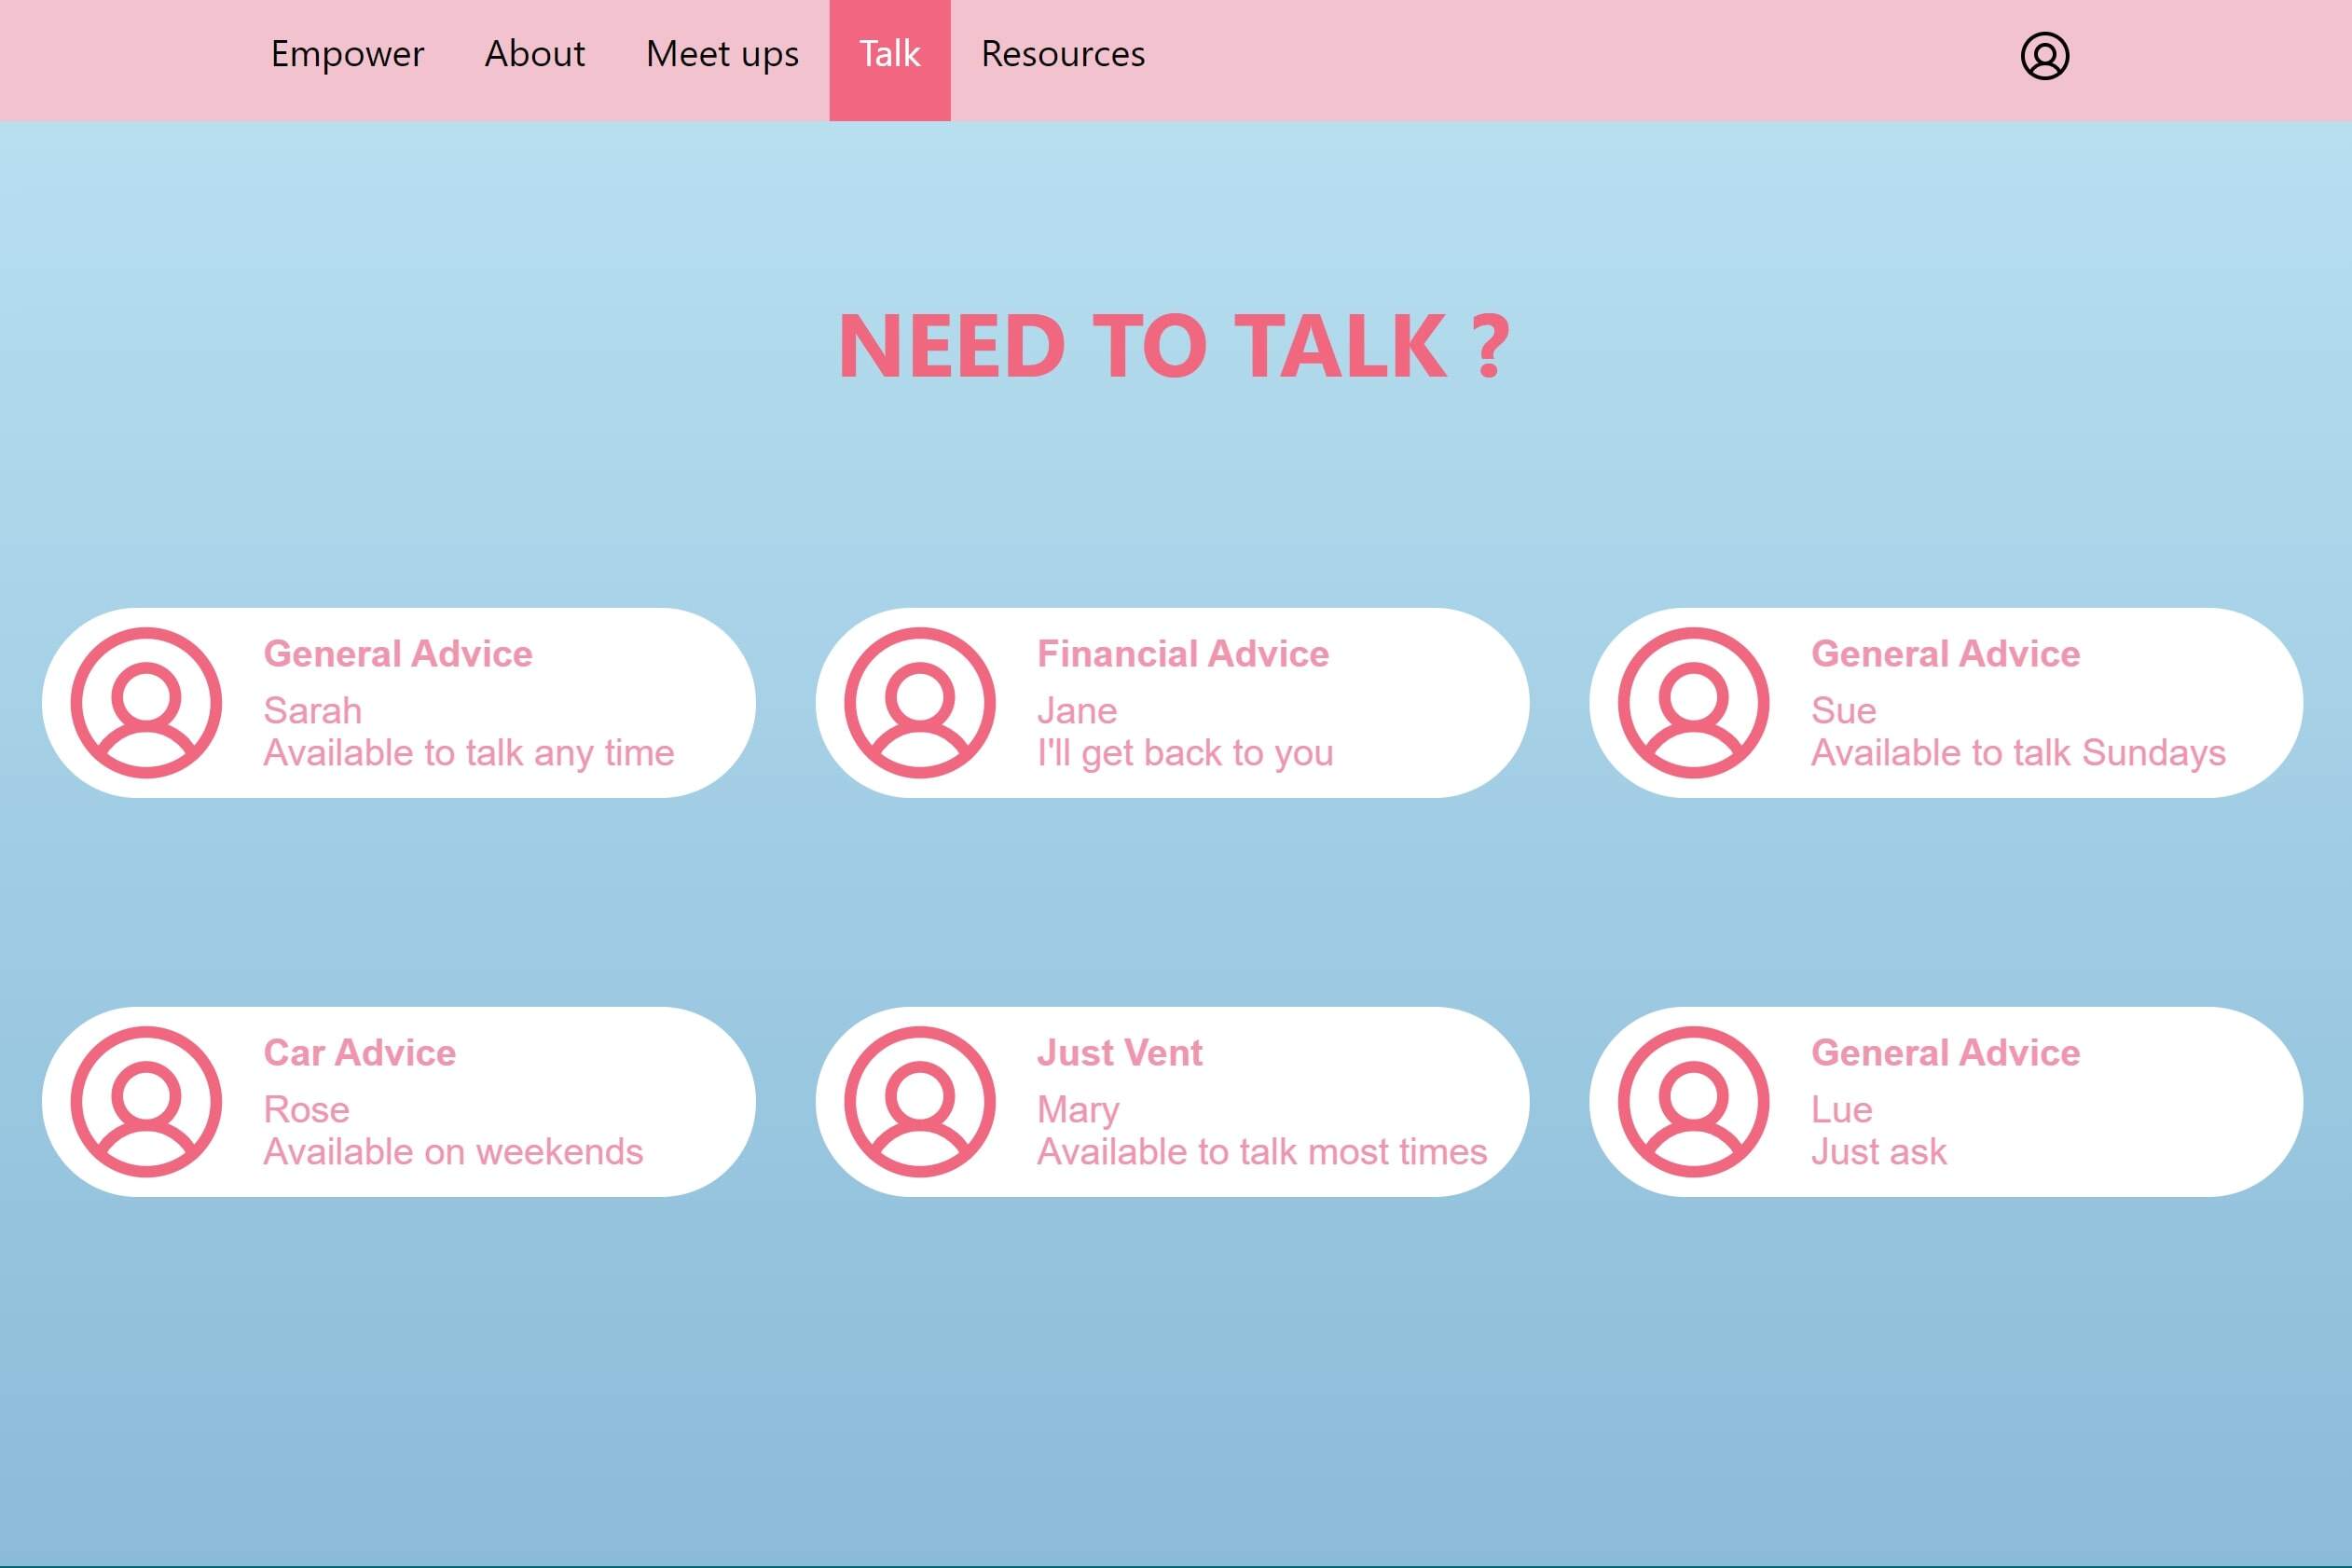 Empower About Meet ups Talk Resources
NEED TO TALK ?
General Advice
Sarah
Available to talk any time
Financial Advice
Jane
I'll get back to you
General Advice
Sue
Available to talk Sundays
Car Advice
Rose
Available on weekends
Just Vent
Mary
Available to talk most times
General Advice
Lue
Just ask